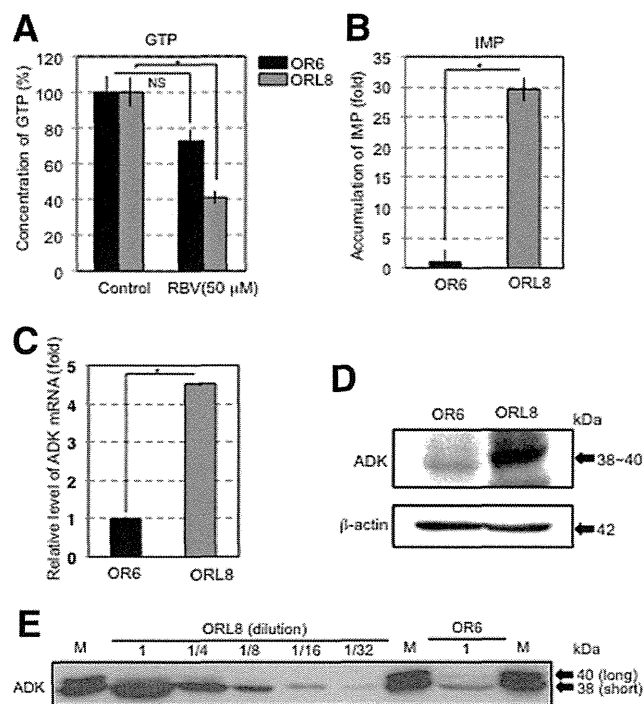 A
GTP
OR6
ORL8
Concentration of GTP (%)
120
100
80
60
40
20
0
NS
*
Control
RBV(50 μM)
B
IMP
Accumulation of IMP (fold)
35
30
25
20
15
10
5
0
*
OR6
ORL8
C
Relative level of ADK mRNA (fold)
5
4
3
2
1
0
*
OR6
ORL8
D
OR6 ORL8 kDa
ADK 38~40
β-actin 42
E
ORL8 (dilution) OR6
M 1 1/4 1/8 1/16 1/32 M 1 M kDa
ADK
40 (long)
38 (short)